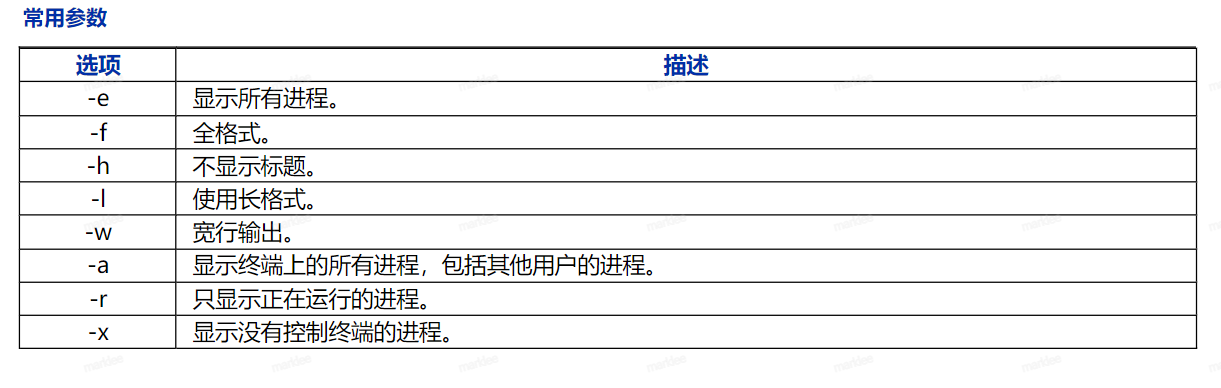 常用参数
选项 描述
-e 显示所有进程。
-f 全格式。
-h 不显示标题。
-l 使用长格式。
-w 宽行输出。
-a 显示终端上的所有进程，包括其他用户的进程。
-r 只显示正在运行的进程。
-x 显示没有控制终端的进程。